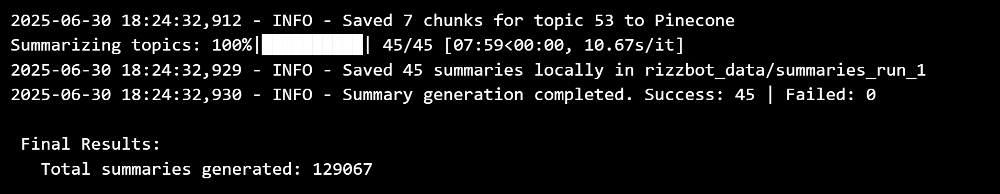 2025-06-30 18:24:32,912 - INFO - Saved 7 chunks for topic 53 to Pinecone
Summarizing topics: 100%|██████████| 45/45 [07:59<00:00, 10.67s/it]
2025-06-30 18:24:32,929 - INFO - Saved 45 summaries locally in rizzbot_data/summaries_run_1
2025-06-30 18:24:32,930 - INFO - Summary generation completed. Success: 45 | Failed: 0
Final Results:
Total summaries generated: 129067